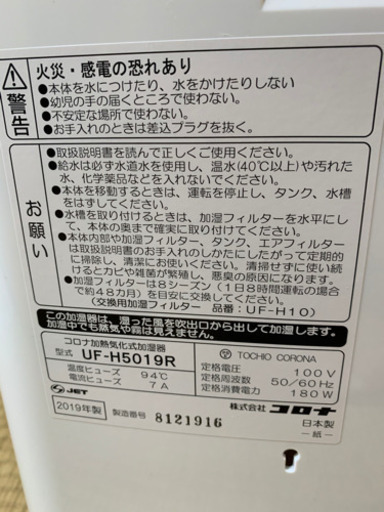 警告
火災・感電の恐れあり
●本体を水につけたり、水をかけたりしない
●幼児の手の届くところで使わない。
●不安定な場所で使わない。
●お手入れのときは差込プラグを抜く。
お願い
●取扱説明書を読んで正しくご使用ください。
●給水は必ず水道水を使用し、温水(40℃以上)や汚れた
水、化学薬品などを入れないでください。
●本体を移動するときは、運転を停止し、タンク、水槽
をはずしてください。
●水槽を取り付けるときは、加湿フィルターを水平にし
て、本体の奥まで確実に取り付けてください。
●本体内部や加湿フィルター、タンク、エアフィルター
は取扱説明書のお手入れのしかたにしたがって定期的
に掃除し、清潔にお使いください。清掃せずに使い続
けるとカビや雑菌が繁殖し、悪臭の原因になります。
●加湿フィルターは8シーズン(1日8時間運転の場合
で約48カ月)を目安に交換してください。
(交換用加湿フィルター 品番:UF-H10)
この加湿器は、湿った風を吹出口から出して加湿します。
加湿中でも蒸気や霧は見えません。
コロナ加熱気化式加湿器
型式 UF-H5019R
温度ヒューズ 94℃
電流ヒューズ 7A
JET
2019年製 製造番号 8121916
TOCHIO CORONA
定格電圧 100V
定格周波数 50/60Hz
定格消費電力 180W
株式会社 コロナ
日本製
-紙-